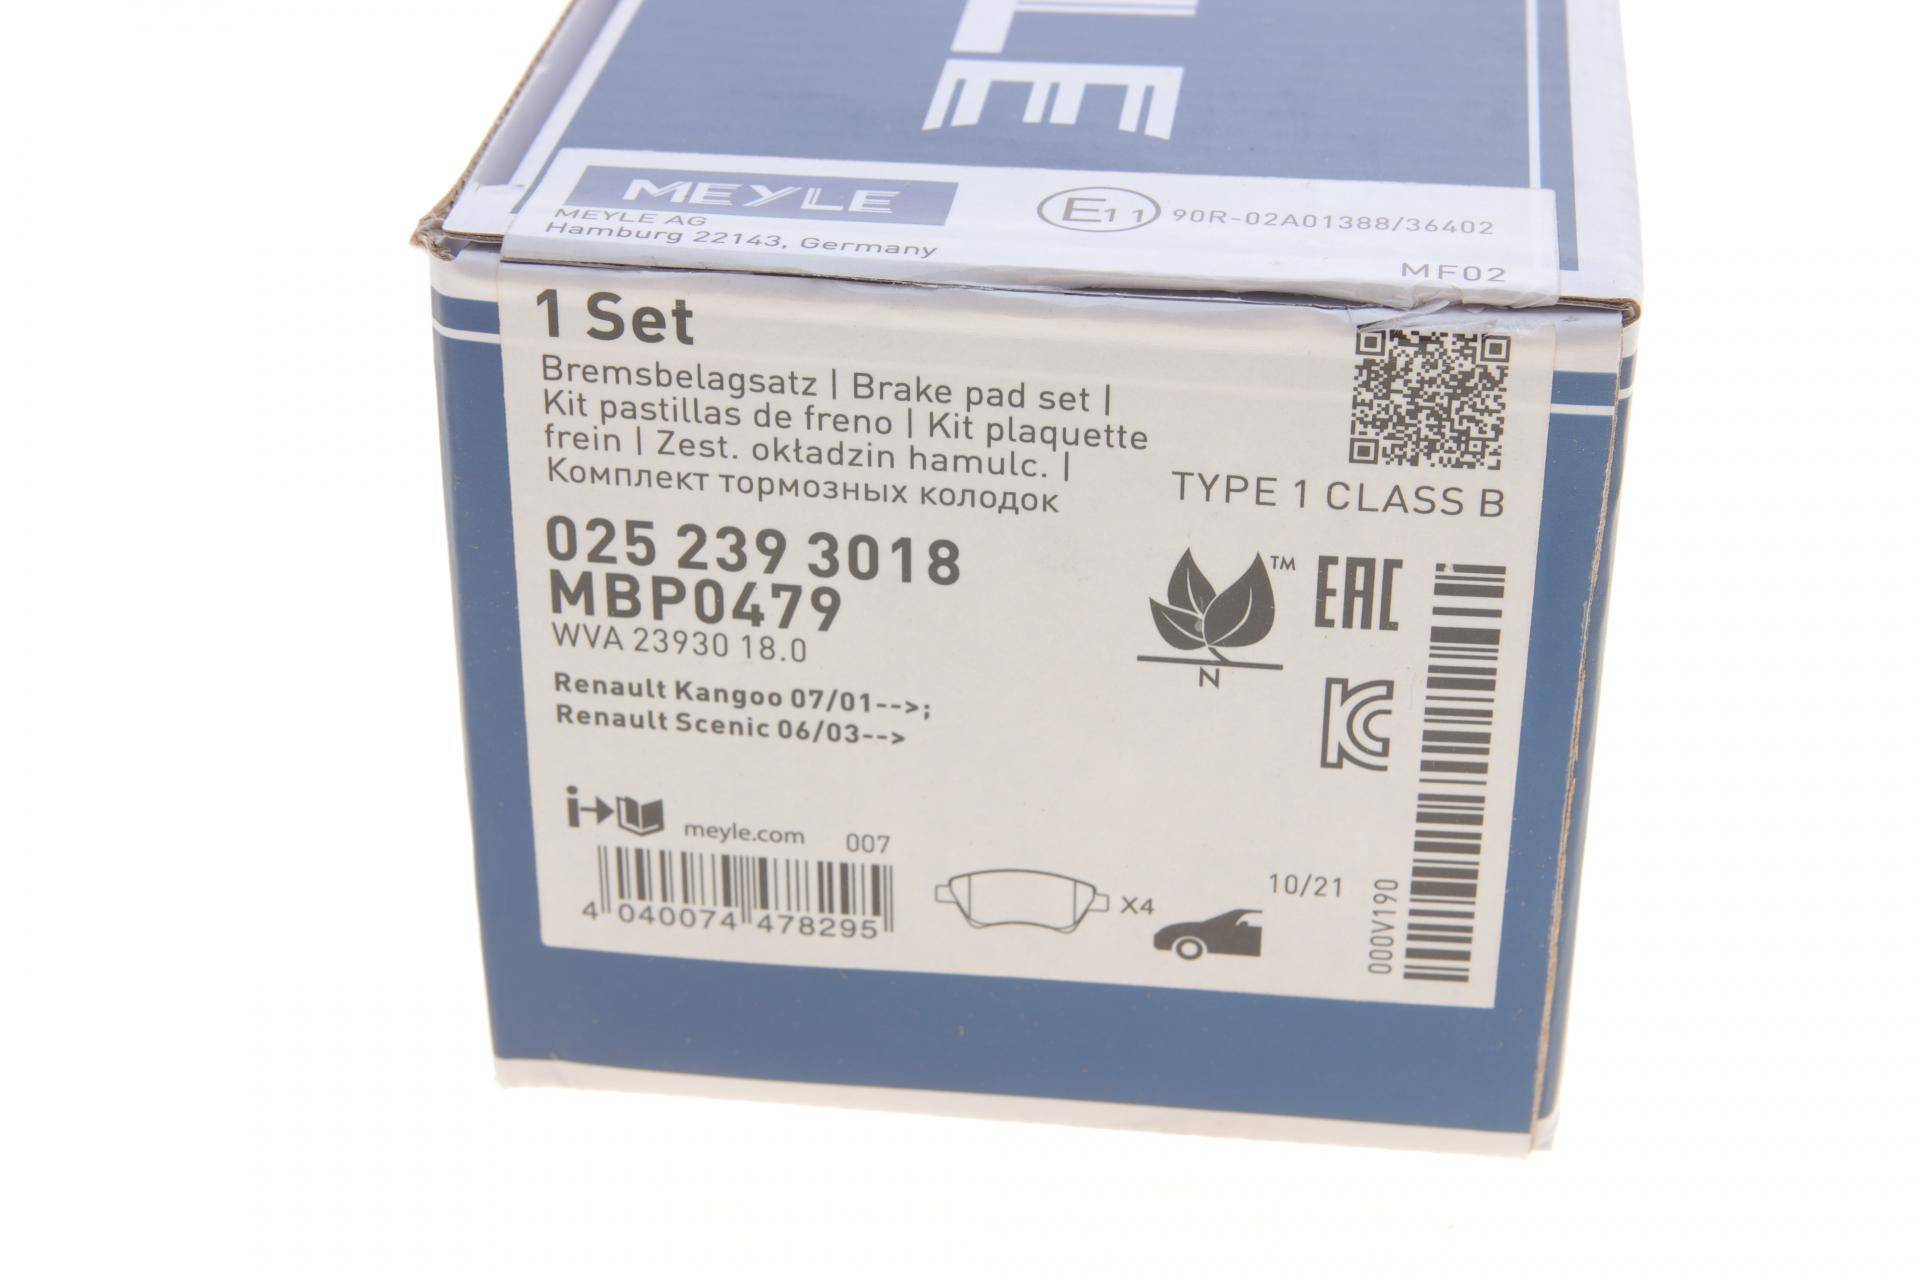 LE
MEYLE
MEYLE AG
Hamburg 22143, Germany
E11 90R-02A01388/36402
MF02
1 Set
Bremsbelagsatz | Brake pad set |
Kit pastillas de freno | Kit plaquette
frein | Zest. okładzin hamulc. |
Комплект тормозных колодок
TYPE 1 CLASS B
025 239 3018
MBP0479
WVA 23930 18.0
Renault Kangoo 07/01-->;
Renault Scenic 06/03-->
TM
N
EAC
KC
i
meyle.com 007
4 040074 478295
X4
10/21
000V190